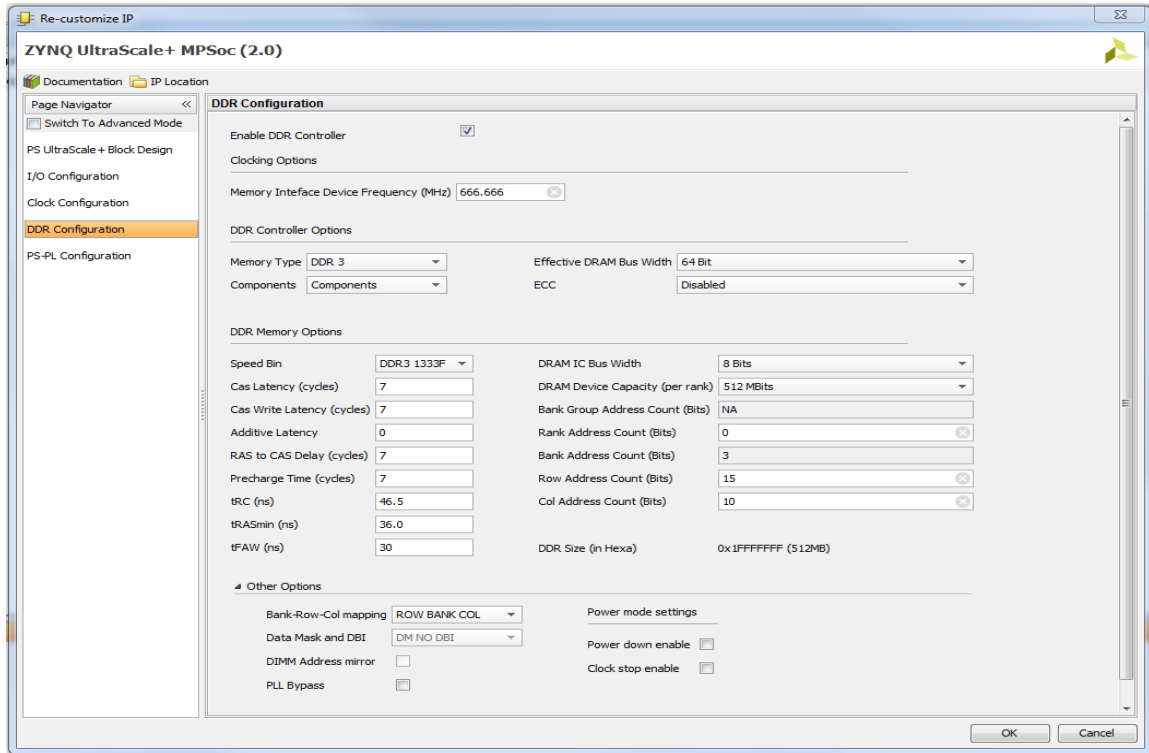 Re-customize IP
ZYNQ UltraScale+ MPSoc (2.0)
Documentation IP Location
Page Navigator «
Switch To Advanced Mode
PS UltraScale+ Block Design
I/O Configuration
Clock Configuration
DDR Configuration
PS-PL Configuration
DDR Configuration
Enable DDR Controller
Clocking Options
Memory Inteface Device Frequency (MHz) 666.666
DDR Controller Options
Memory Type DDR 3 Effective DRAM Bus Width 64 Bit
Components Components ECC Disabled
DDR Memory Options
Speed Bin DDR3 1333F DRAM IC Bus Width 8 Bits
Cas Latency (cycles) 7 DRAM Device Capacity (per rank) 512 MBits
Cas Write Latency (cycles) 7 Bank Group Address Count (Bits) NA
Additive Latency 0 Rank Address Count (Bits) 0
RAS to CAS Delay (cycles) 7 Bank Address Count (Bits) 3
Precharge Time (cycles) 7 Row Address Count (Bits) 15
tRC (ns) 46.5 Col Address Count (Bits) 10
tRASmin (ns) 36.0
tFAW (ns) 30 DDR Size (in Hexa) 0x1FFFFFFF (512MB)
Other Options
Bank-Row-Col mapping ROW BANK COL Power mode settings
Data Mask and DBI DM NO DBI
Power down enable
DIMM Address mirror
Clock stop enable
PLL Bypass
OK Cancel